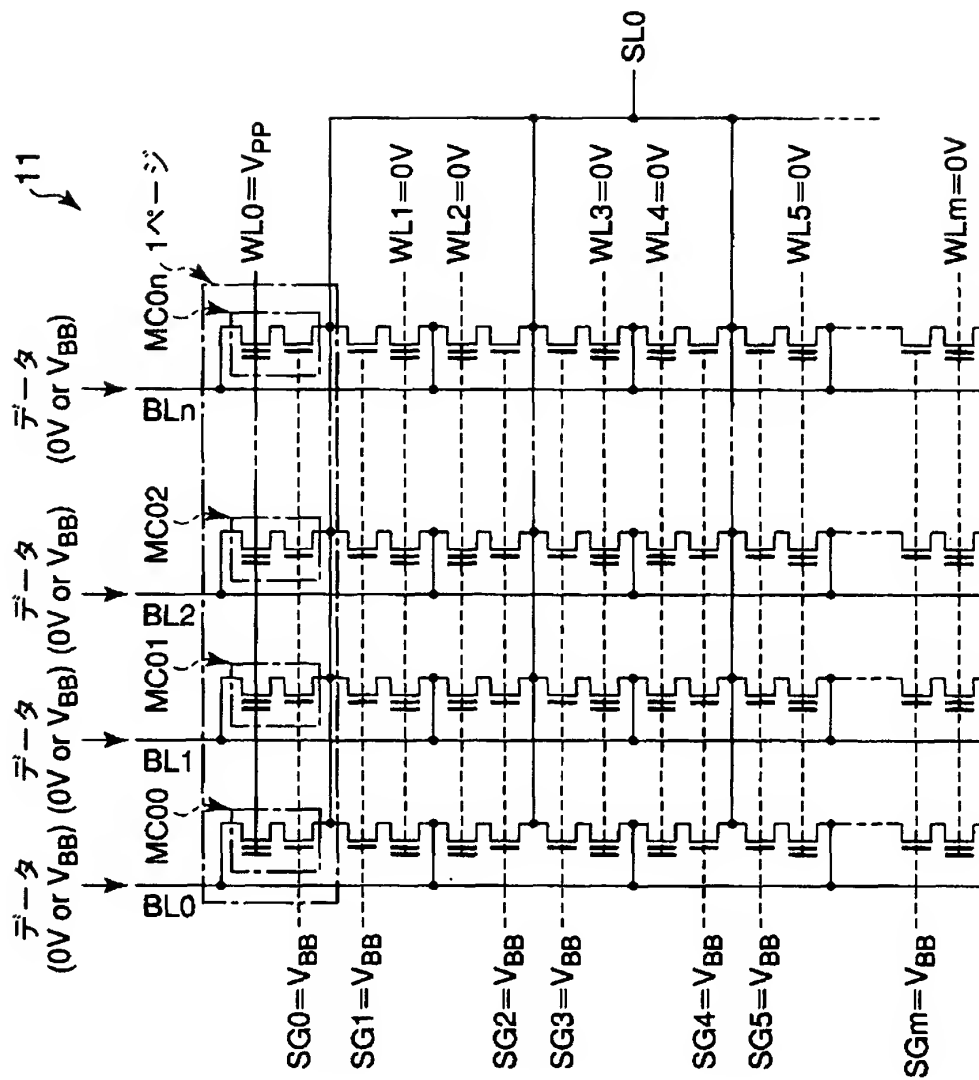 11
データ データ データ データ
(0V or VBB) (0V or VBB) (0V or VBB) (0V or VBB)
BL0 MC00 BL1 MC01 BL2 MC02 BLn MC0n 1ページ
WL0=VPP
SG0=VBB
SG1=VBB
WL1=0V
WL2=0V
SG2=VBB
SL0
SG3=VBB
WL3=0V
WL4=0V
SG4=VBB
SG5=VBB
WL5=0V
SGm=VBB
WLm=0V